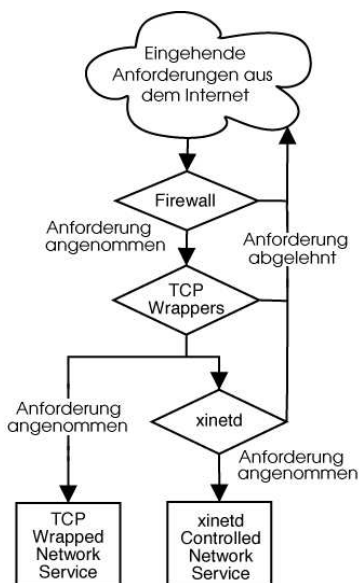 Eingehende
Anforderungen aus
dem Internet
Firewall
Anforderung
angenommen
Anforderung
abgelehnt
TCP
Wrappers
Anforderung
angenommen
xinetd
Anforderung
angenommen
TCP
Wrapped
Network
Service
xinetd
Controlled
Network
Service